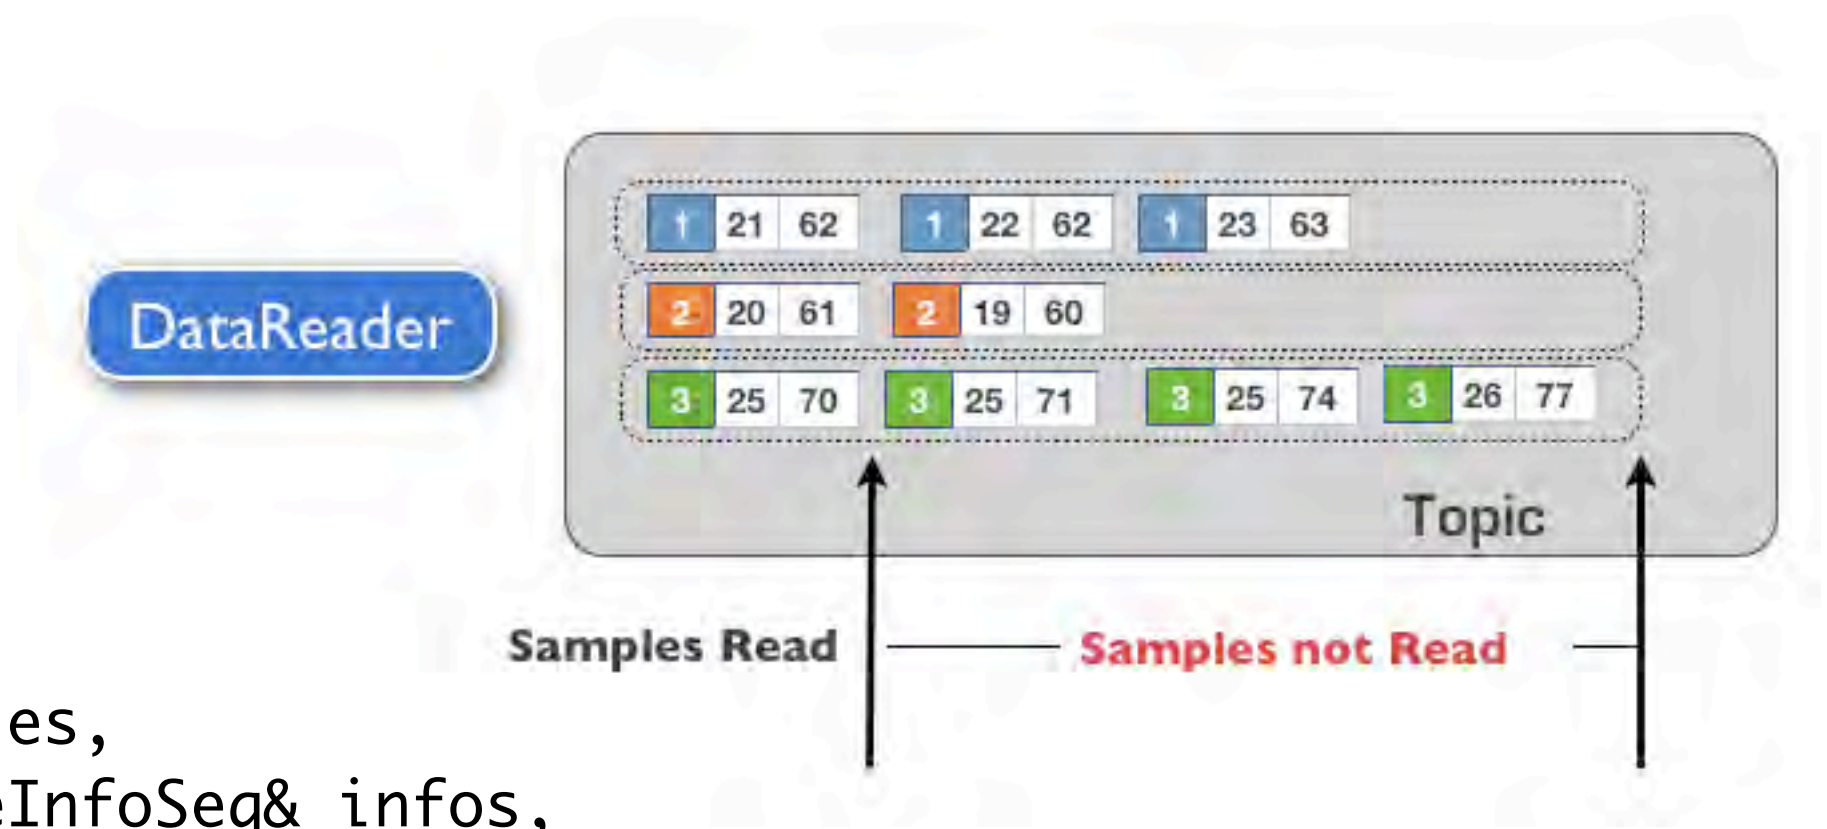 1 21 62 1 22 62 1 23 63
2 20 61 2 19 60
DataReader
3 25 70 3 25 71 3 25 74 3 26 77
Topic
Samples Read Samples not Read
es,
eInfoSeq& infos,